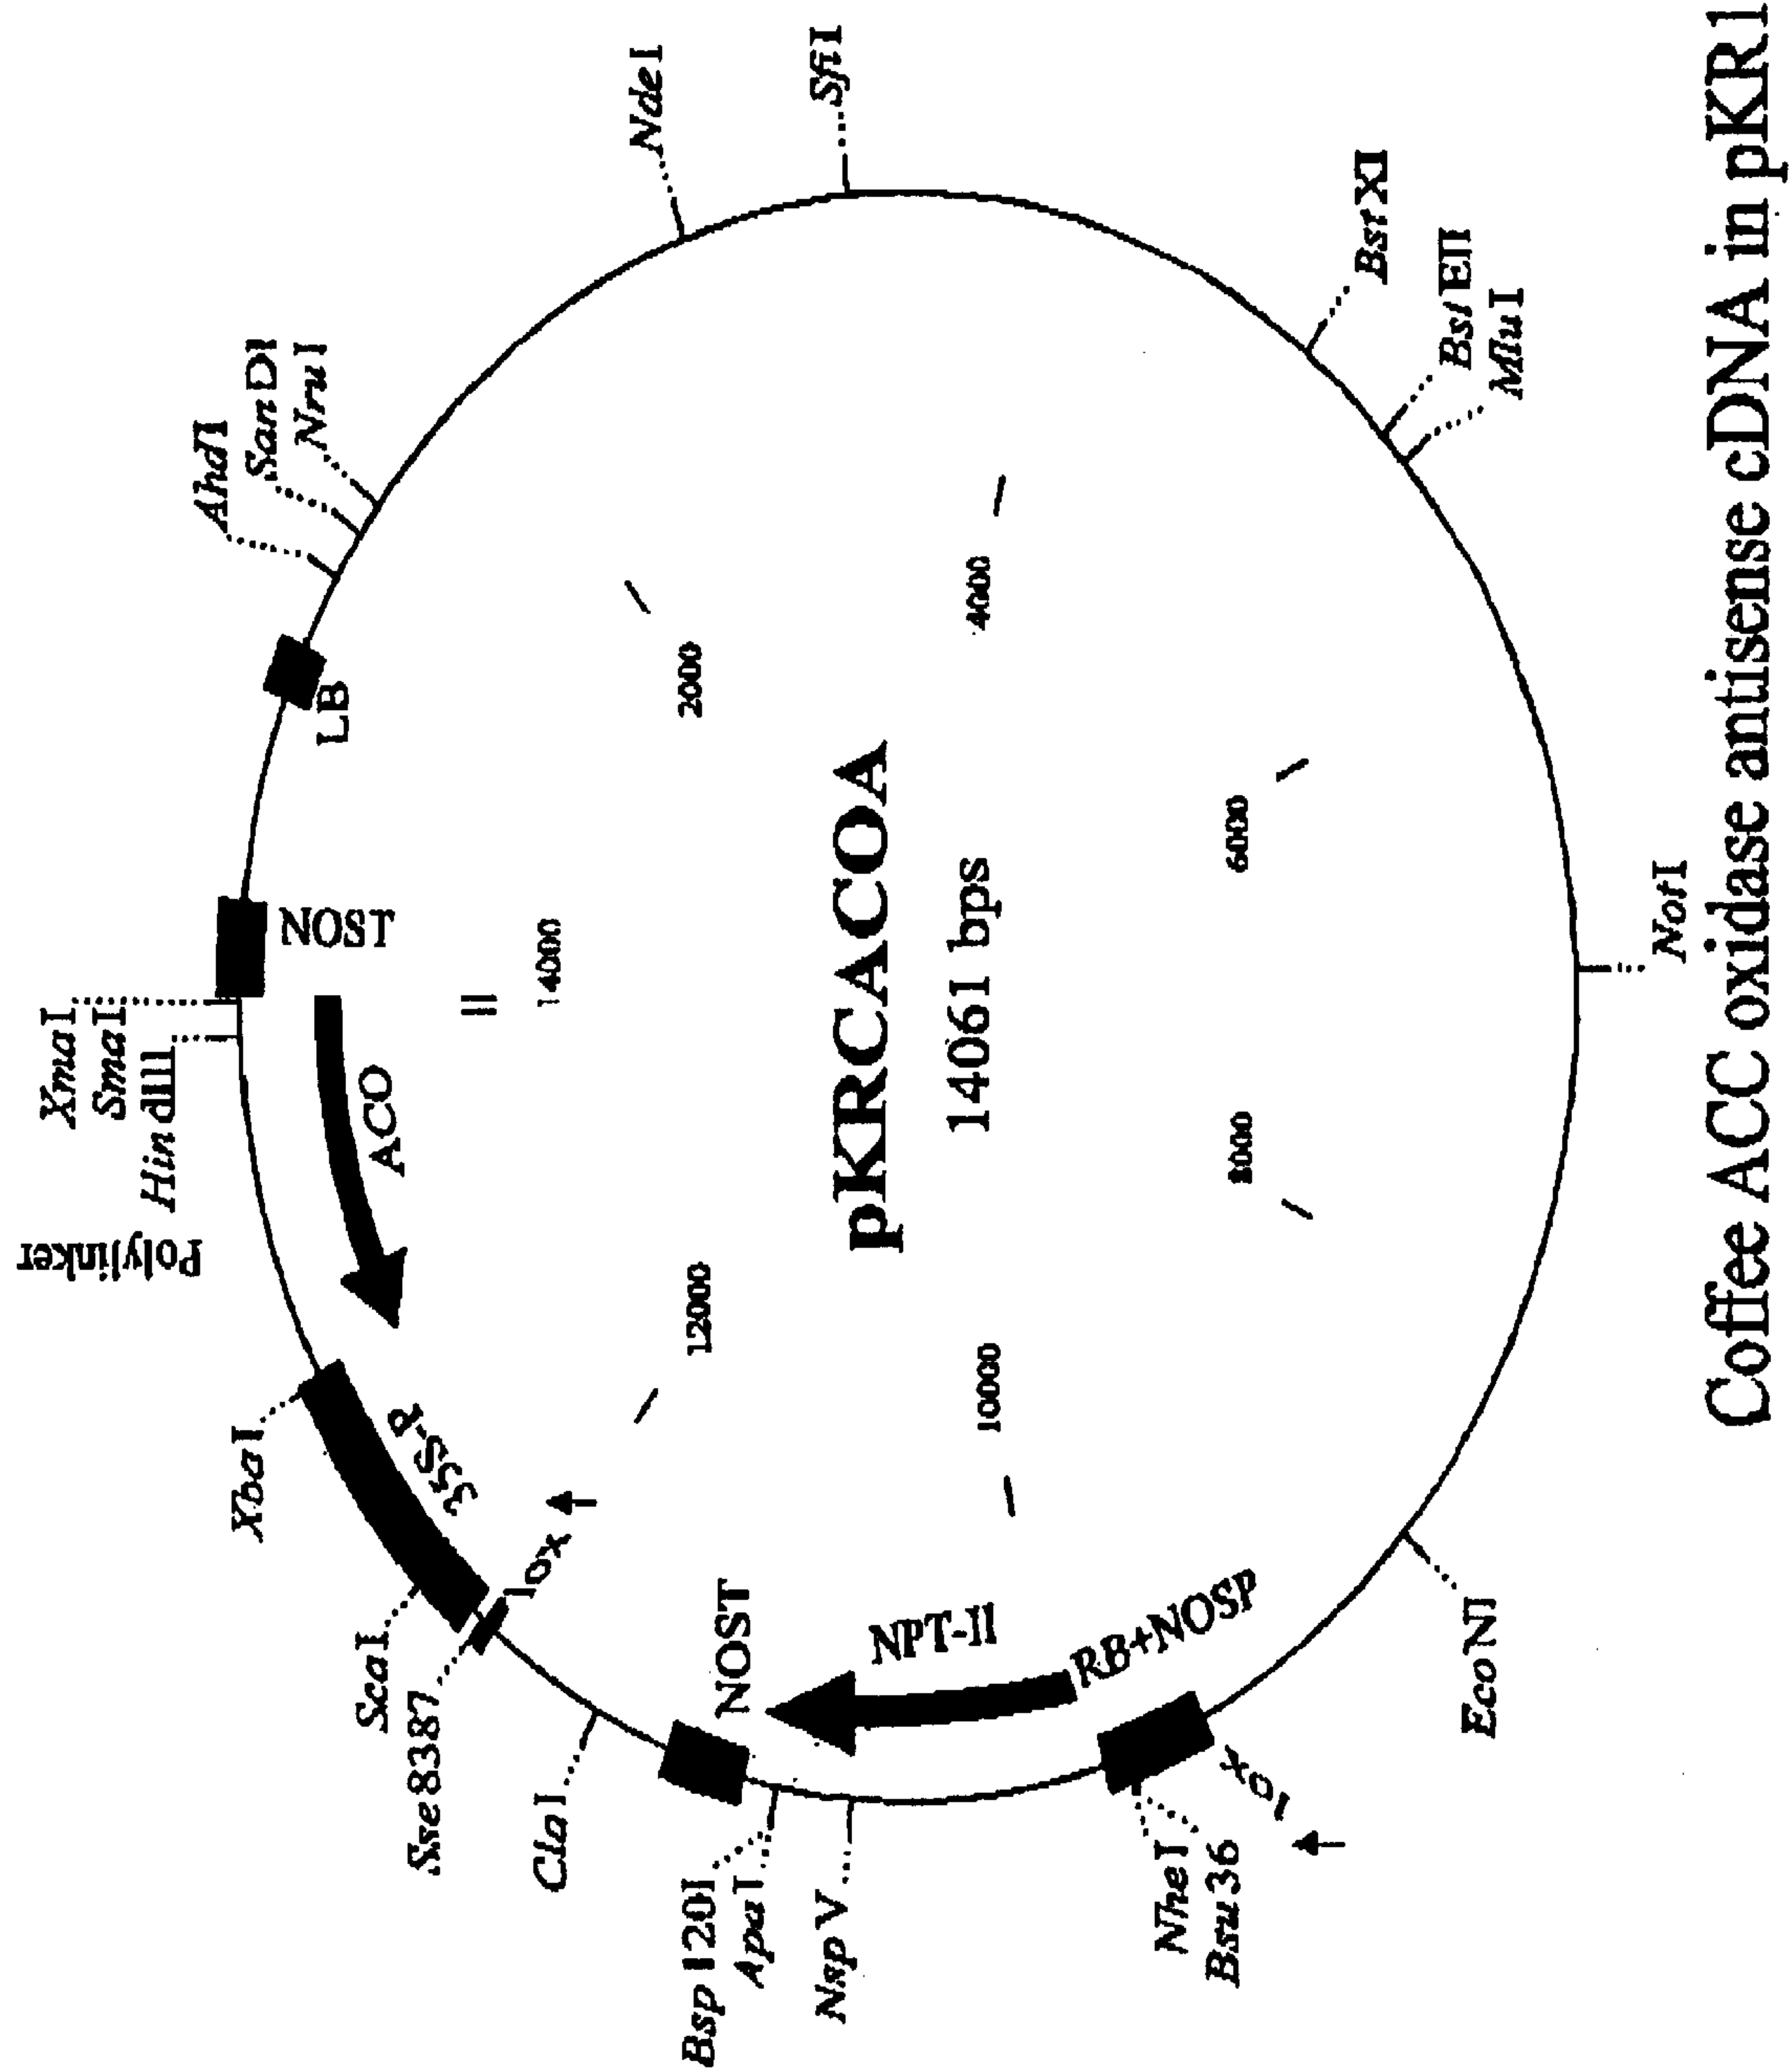 XmaI
SmaI
HindIII
Polylinker
XbaI
ScaI
Sse8387
ClaI
Bsp120I
ApaI
NspV
NheI
Bsu36
EcoNI
NotI
MluI
BstEII
BstXI
SfiI
NdeI
NruI
SanDI
AhdI
LB
NOST
ACO
35S-P
lox
NOST
NPT-II
RB+NOSP
lox
14000
2000
4000
6000
8000
10000
12000
pKRCACOA
14061 bps
Coffee ACC oxidase antisense cDNA in pKR1